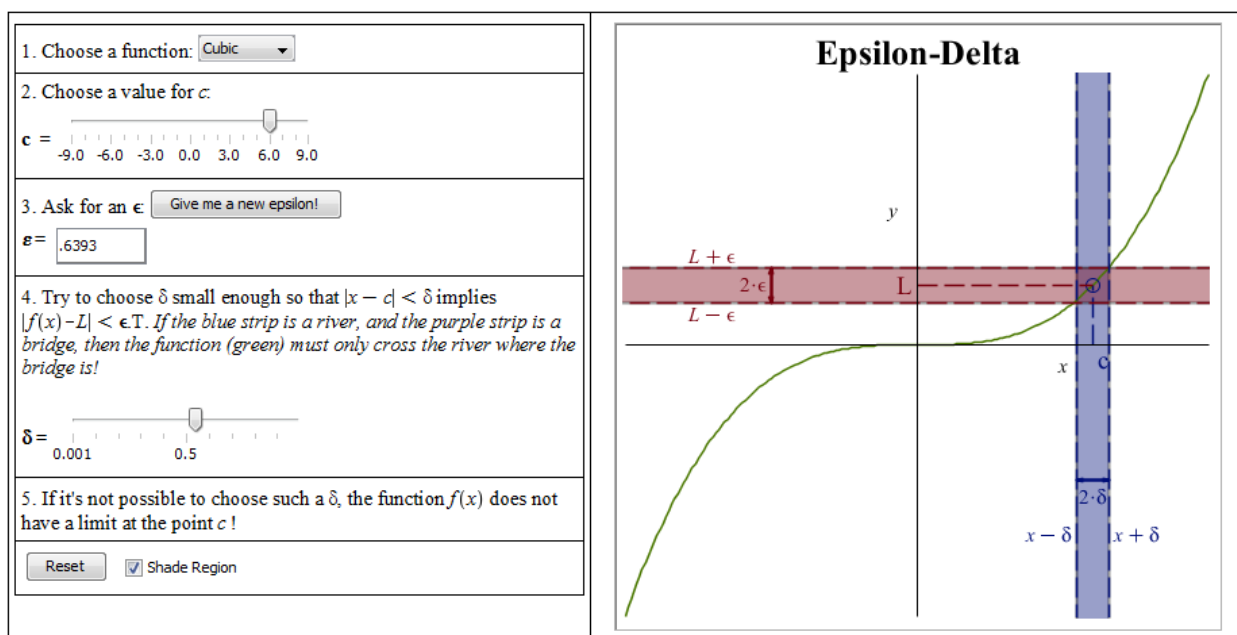 1. Choose a function: Cubic
2. Choose a value for c:
c =
-9.0 -6.0 -3.0 0.0 3.0 6.0 9.0
3. Ask for an ϵ Give me a new epsilon!
ε= .6393
4. Try to choose δ small enough so that |x − c| < δ implies
|f(x) −L| < ϵ.T. If the blue strip is a river, and the purple strip is a
bridge, then the function (green) must only cross the river where the
bridge is!
δ=
0.001 0.5
5. If it's not possible to choose such a δ, the function f(x) does not
have a limit at the point c !
Reset Shade Region
Epsilon-Delta
y
L + ϵ
2·ϵ
L
L − ϵ
x
c
2·δ
x − δ
x + δ